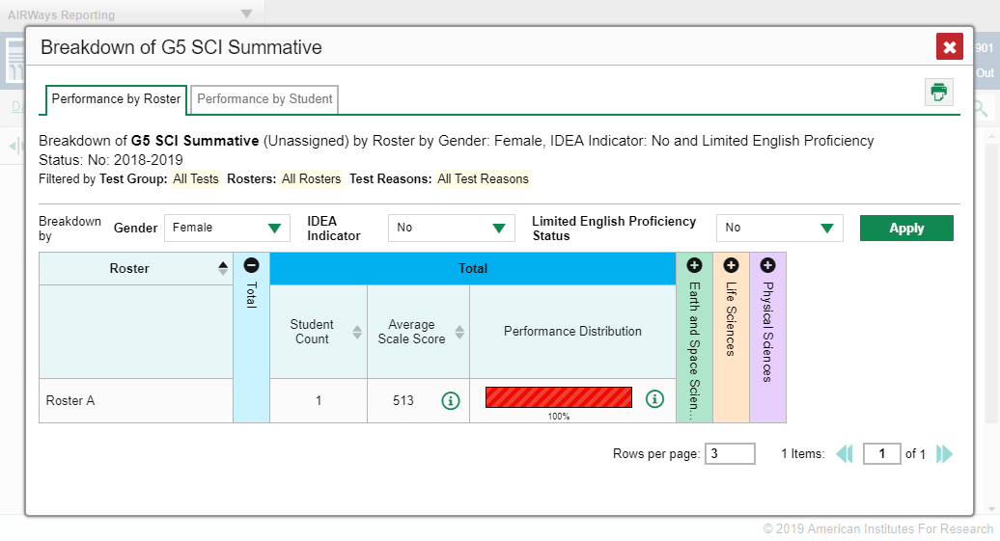 AIRWays Reporting
Breakdown of G5 SCI Summative
901
Out
Da
Performance by Roster
Performance by Student
Breakdown of G5 SCI Summative (Unassigned) by Roster by Gender: Female, IDEA Indicator: No and Limited English Proficiency
Status: No: 2018-2019
Filtered by Test Group: All Tests Rosters: All Rosters Test Reasons: All Test Reasons
Breakdown
by
Gender
Female
IDEA
Indicator
No
Limited English Proficiency
Status
No
Apply
Roster
Total
Total
Earth and Space Scien...
Life Sciences
Physical Sciences
Student
Count
Average
Scale Score
Performance Distribution
Roster A
1
513
100%
Rows per page: 3
1 Items:
1
of 1
© 2019 American Institutes For Research